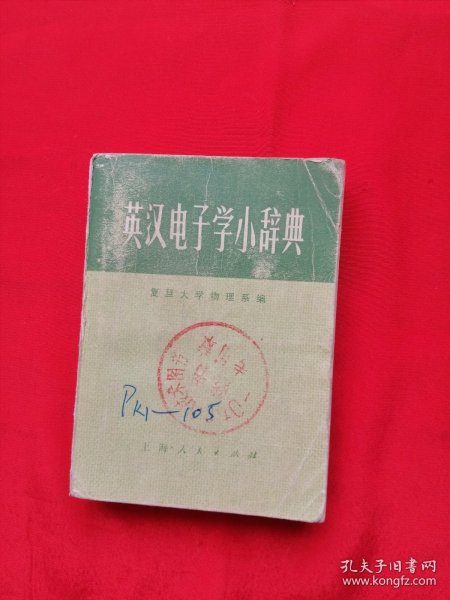 英汉电子学小辞典
复旦大学物理系编
PK1-105
上海人民出版社
孔夫子旧书网
www.kongfz.com